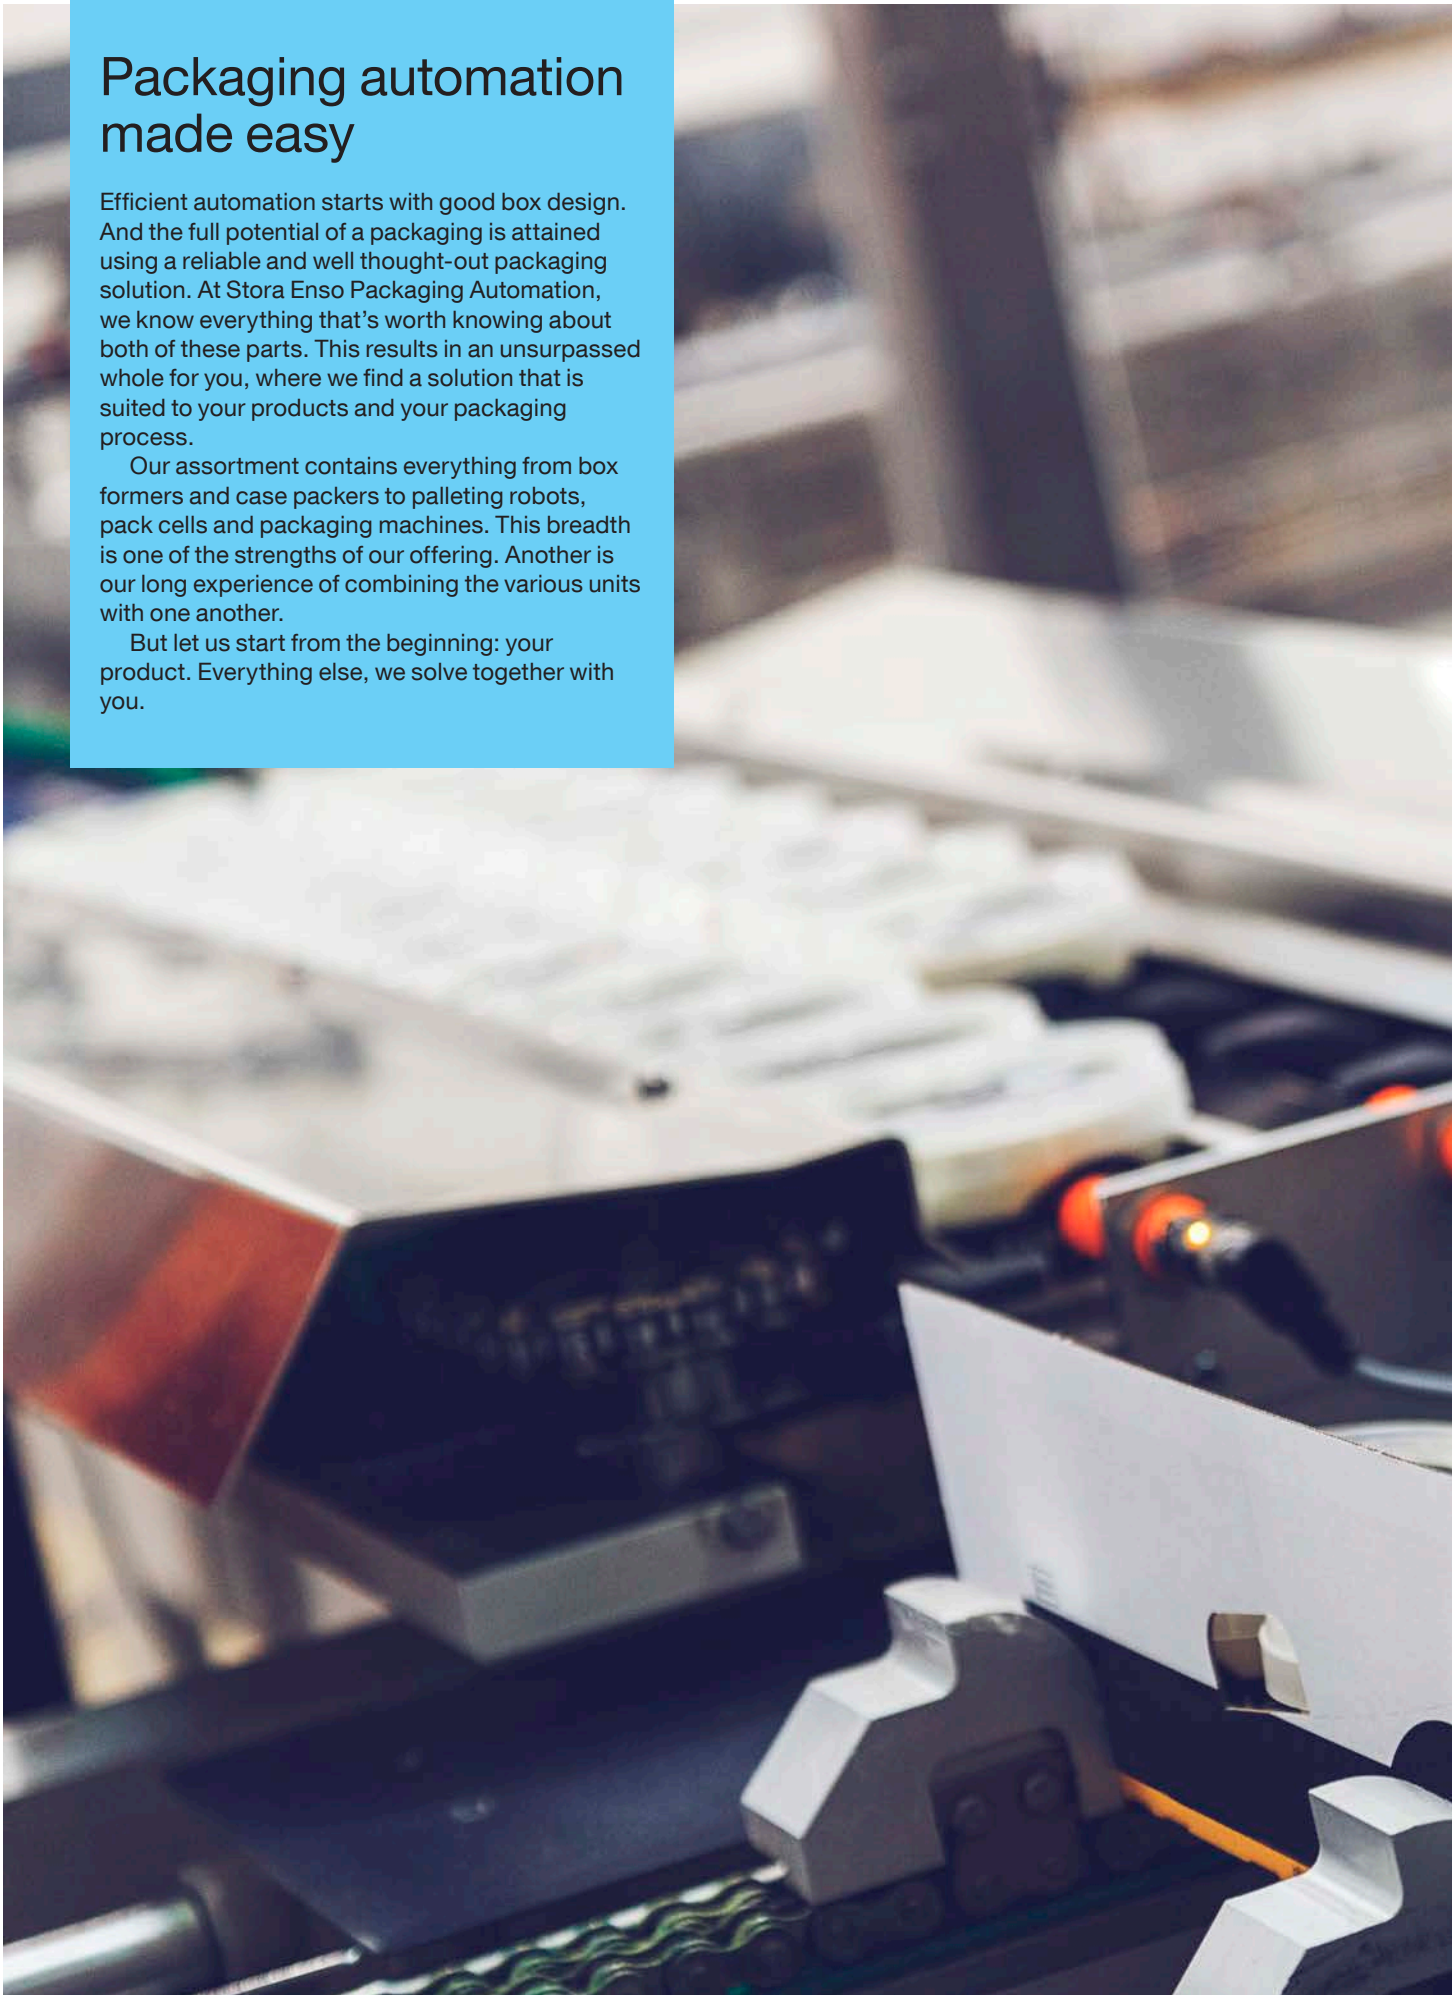 Packaging automation
made easy
Efficient automation starts with good box design.
And the full potential of a packaging is attained
using a reliable and well thought-out packaging
solution. At Stora Enso Packaging Automation,
we know everything that's worth knowing about
both of these parts. This results in an unsurpassed
whole for you, where we find a solution that is
suited to your products and your packaging
process.
Our assortment contains everything from box
formers and case packers to palleting robots,
pack cells and packaging machines. This breadth
is one of the strengths of our offering. Another is
our long experience of combining the various units
with one another.
But let us start from the beginning: your
product. Everything else, we solve together with
you.